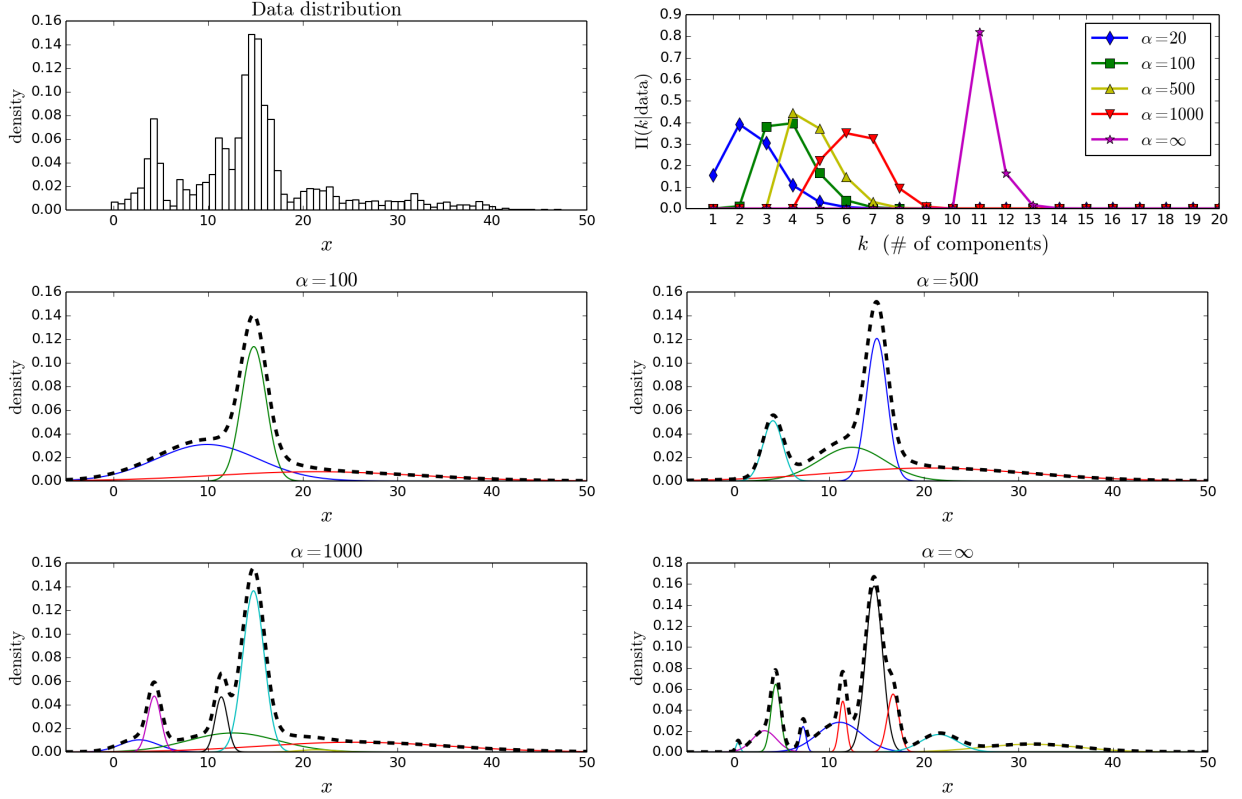 Data distribution
0.16
0.14
0.12
0.10
0.08
0.06
0.04
0.02
0.00
density
0 10 20 30 40 50
x
0.9
0.8
0.7
0.6
0.5
0.4
0.3
0.2
0.1
0.0
Π(k|data)
α=20
α=100
α=500
α=1000
α=∞
1 2 3 4 5 6 7 8 9 10 11 12 13 14 15 16 17 18 19 20
k (# of components)
α=100
0.16
0.14
0.12
0.10
0.08
0.06
0.04
0.02
0.00
density
0 10 20 30 40 50
x
α=500
0.16
0.14
0.12
0.10
0.08
0.06
0.04
0.02
0.00
density
0 10 20 30 40 50
x
α=1000
0.16
0.14
0.12
0.10
0.08
0.06
0.04
0.02
0.00
density
0 10 20 30 40 50
x
α=∞
0.18
0.16
0.14
0.12
0.10
0.08
0.06
0.04
0.02
0.00
density
0 10 20 30 40 50
x